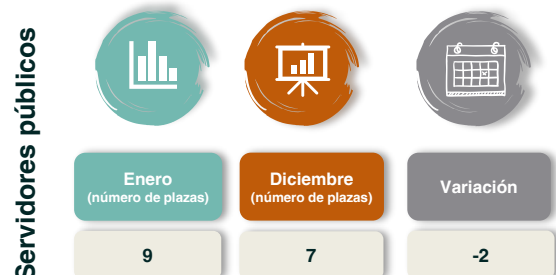 Servidores públicos
Enero
(número de plazas)
Diciembre
(número de plazas)
Variación
9
7
-2